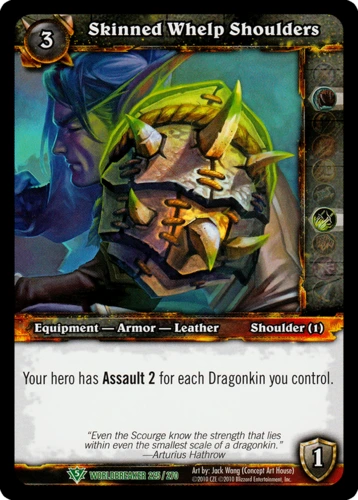 3
Skinned Whelp Shoulders
Equipment — Armor — Leather Shoulder (1)
Your hero has Assault 2 for each Dragonkin you control.
"Even the Scourge know the strength that lies
within even the smallest scale of a dragonkin."
—Arturius Hathrow
WORLDBREAKER 225/270
Art by: Jack Wang (Concept Art House)
©2010 CZE ©2010 Blizzard Entertainment, Inc.
1